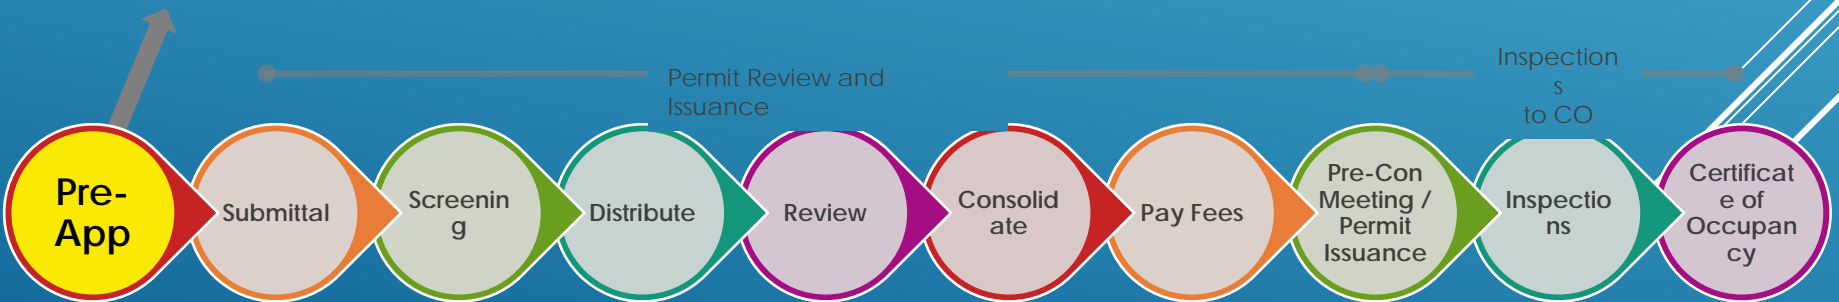 Permit Review and
Issuance
Inspection
s
to CO
Pre-
App
Submittal
Screenin
g
Distribute
Review
Consolid
ate
Pay Fees
Pre-Con
Meeting /
Permit
Issuance
Inspectio
ns
Certificat
e of
Occupan
cy